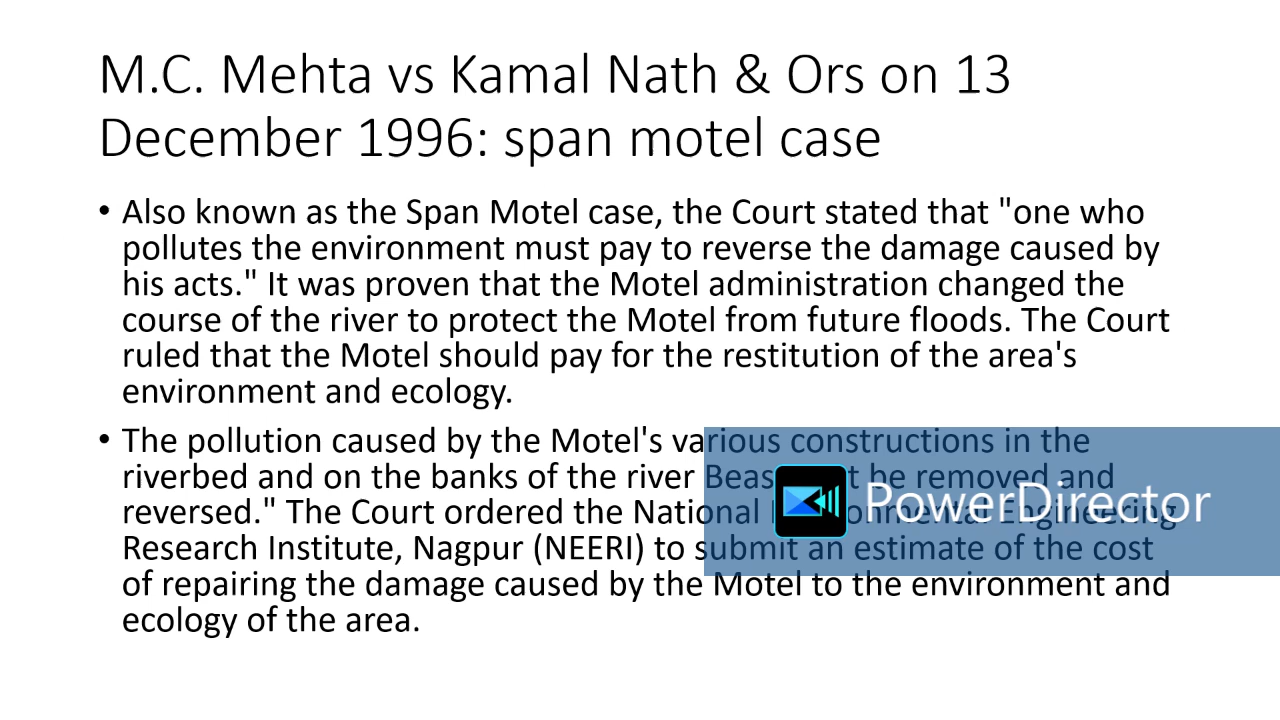 M.C. Mehta vs Kamal Nath & Ors on 13
December 1996: span motel case
• Also known as the Span Motel case, the Court stated that "one who
pollutes the environment must pay to reverse the damage caused by
his acts." It was proven that the Motel administration changed the
course of the river to protect the Motel from future floods. The Court
ruled that the Motel should pay for the restitution of the area's
environment and ecology.
• The pollution caused by the Motel's various constructions in the
riverbed and on the banks of the river Beas be removed and
reversed." The Court ordered the National Engineering
Research Institute, Nagpur (NEERI) to submit an estimate of the cost
of repairing the damage caused by the Motel to the environment and
ecology of the area.
PowerDirector